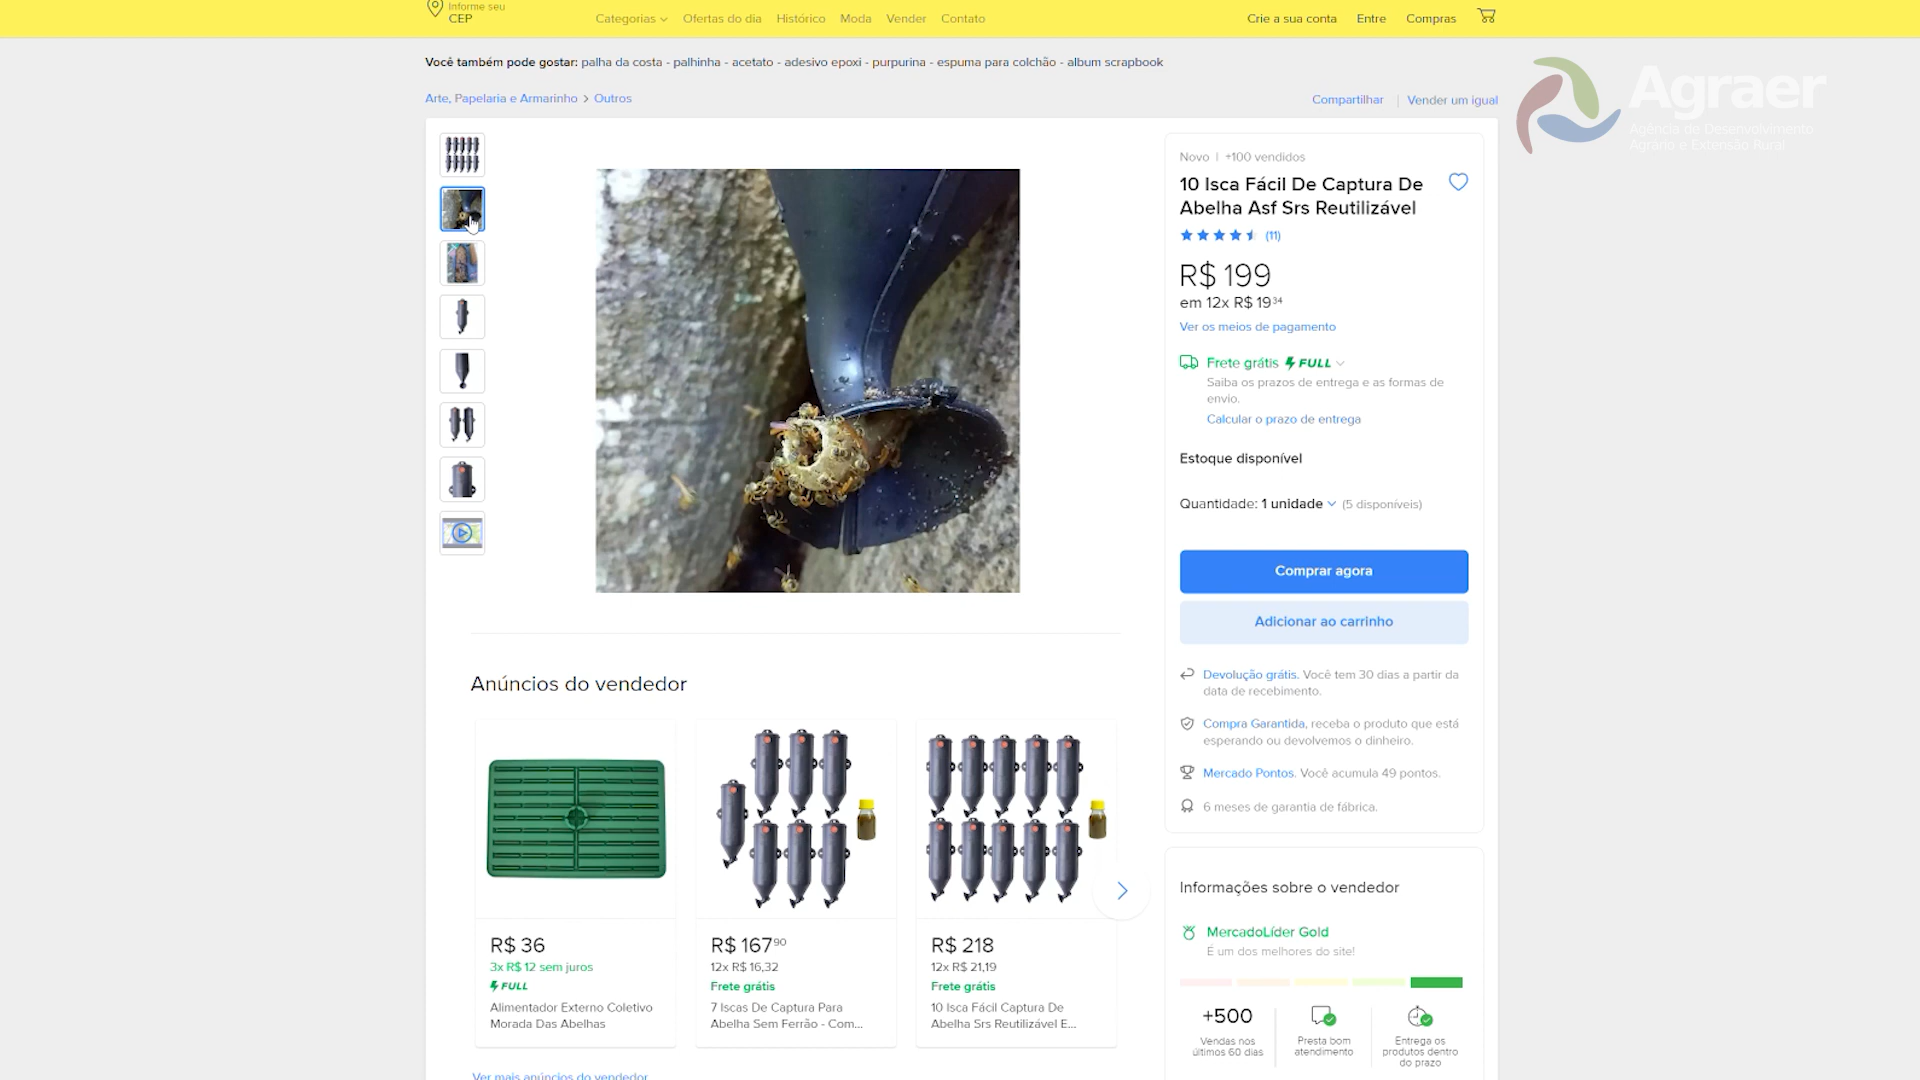 Informe seu
CEP
Categorias
Ofertas do dia
Histórico
Moda
Vender
Contato
Crie a sua conta
Entre
Compras
Você também pode gostar: palha da costa - palhinha - acetato - adesivo epoxi - purpurina - espuma para colchão - album scrapbook
Arte, Papelaria e Armarinho > Outros
Compartilhar | Vender um igual
Agraer
Agência de Desenvolvimento
Agrário e Extensão Rural
Novo | +100 vendidos
10 Isca Fácil De Captura De
Abelha Asf Srs Reutilizável
(11)
R$ 199
em 12x R$ 19 34
Ver os meios de pagamento
Frete grátis FULL
Saiba os prazos de entrega e as formas de
envio.
Calcular o prazo de entrega
Estoque disponível
Quantidade: 1 unidade (5 disponíveis)
Comprar agora
Adicionar ao carrinho
Devolução grátis. Você tem 30 dias a partir da
data de recebimento.
Compra Garantida, receba o produto que está
esperando ou devolvemos o dinheiro.
Mercado Pontos. Você acumula 49 pontos.
6 meses de garantia de fábrica.
Anúncios do vendedor
R$ 36
3x R$ 12 sem juros
FULL
Alimentador Externo Coletivo
Morada Das Abelhas
R$ 167 90
12x R$ 16,32
Frete grátis
7 Iscas De Captura Para
Abelha Sem Ferrão - Com...
R$ 218
12x R$ 21,19
Frete grátis
10 Isca Fácil Captura De
Abelha Srs Reutilizável E...
Ver mais anúncios do vendedor
Informações sobre o vendedor
MercadoLíder Gold
É um dos melhores do site!
+500
Vendas nos
últimos 60 dias
Presta bom
atendimento
Entrega os
produtos dentro
do prazo